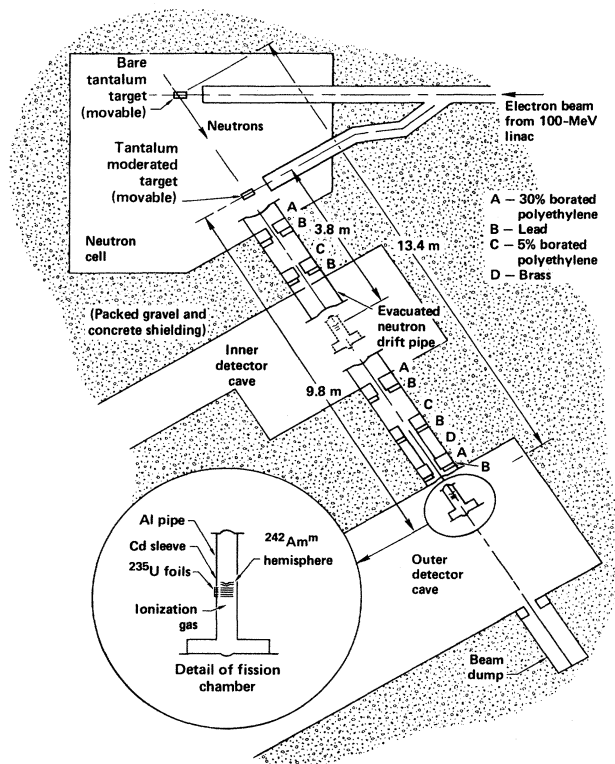 Bare
tantalum
target
(movable)
Neutrons
Electron beam
from 100-MeV
linac
Tantalum
moderated
target
(movable)
A – 30% borated
polyethylene
B – Lead
C – 5% borated
polyethylene
D – Brass
A
B
C
B
3.8 m
13.4 m
Neutron
cell
(Packed gravel and
concrete shielding)
Evacuated
neutron
drift pipe
Inner
detector
cave
9.8 m
A
B
C
B
D
A
B
Al pipe
Cd sleeve
235U foils
242Amm
hemisphere
Ionization
gas
Detail of fission
chamber
Outer
detector
cave
Beam
dump